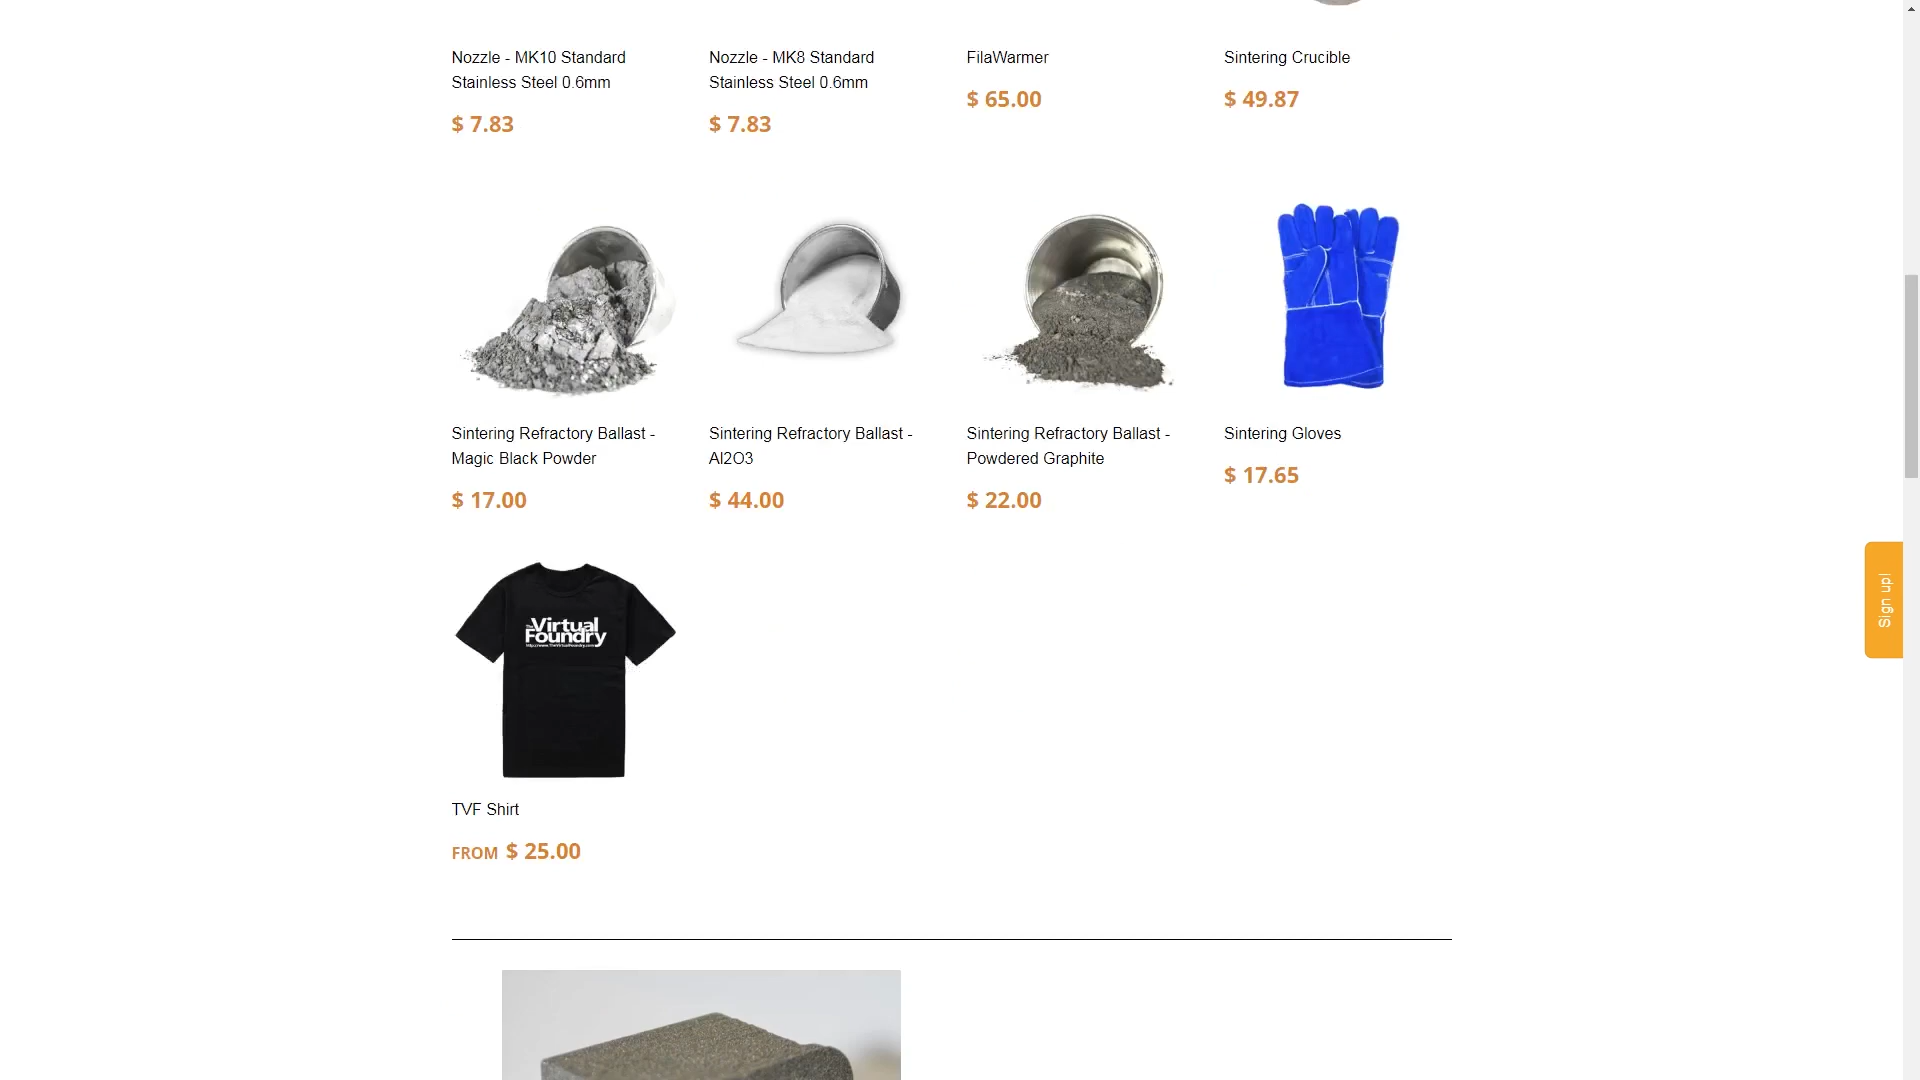 Nozzle - MK10 Standard
Stainless Steel 0.6mm
$ 7.83
Nozzle - MK8 Standard
Stainless Steel 0.6mm
$ 7.83
FilaWarmer
$ 65.00
Sintering Crucible
$ 49.87
Sintering Refractory Ballast -
Magic Black Powder
$ 17.00
Sintering Refractory Ballast -
Al2O3
$ 44.00
Sintering Refractory Ballast -
Powdered Graphite
$ 22.00
Sintering Gloves
$ 17.65
The Virtual
Foundry
http://www.TheVirtualFoundry.com
TVF Shirt
FROM $ 25.00
Sign up!